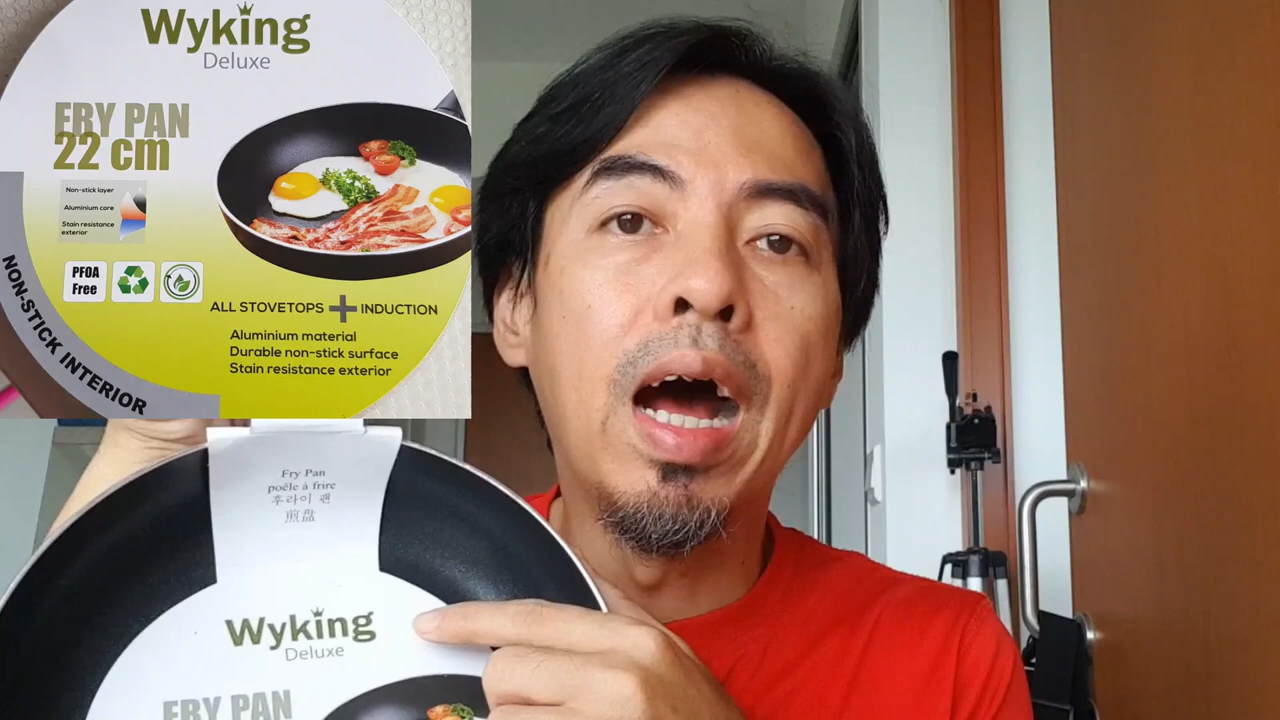 Wyking
Deluxe
FRY PAN
22 cm
Non-stick layer
Aluminium core
Stain resistance
exterior
PFOA
Free
ALL STOVETOPS + INDUCTION
Aluminium material
Durable non-stick surface
Stain resistance exterior
NON-STICK INTERIOR
Fry Pan
poêle à frire
후라이 팬
煎盘
Wyking
Deluxe
FRY PAN